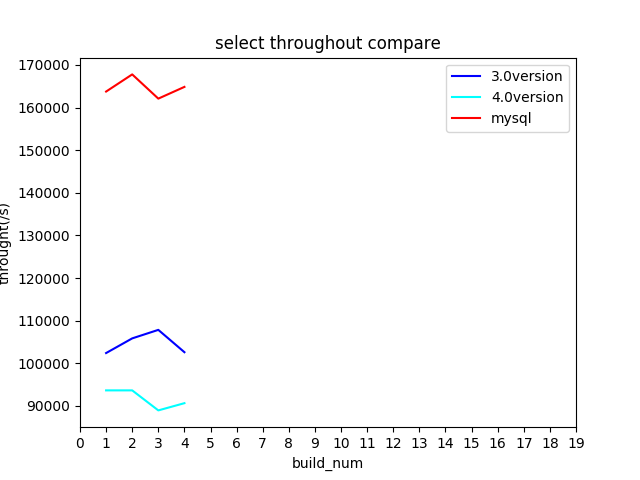 select throughout compare
170000
160000
150000
140000
130000
120000
110000
100000
90000
throught(/s)
3.0version
4.0version
mysql
0 1 2 3 4 5 6 7 8 9 10 11 12 13 14 15 16 17 18 19
build_num